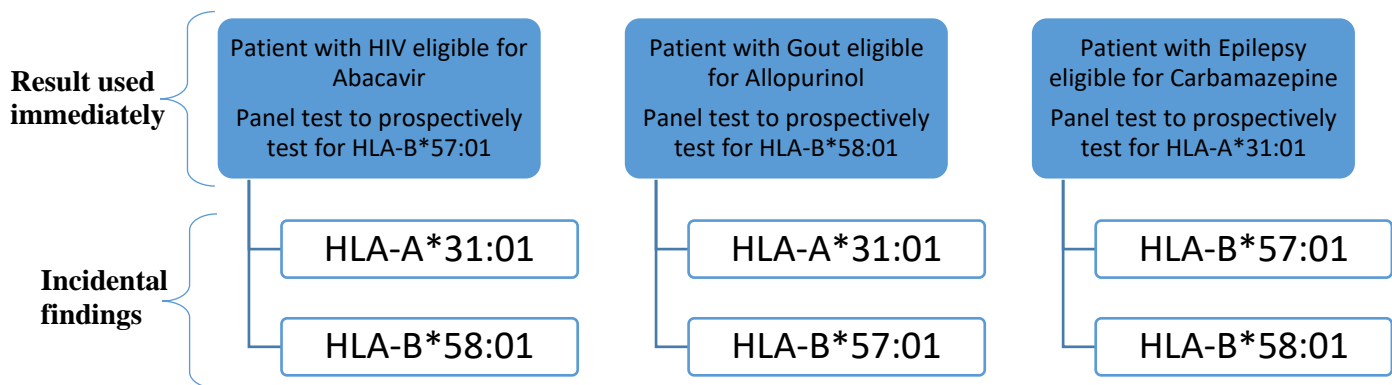 Result used
immediately
Patient with HIV eligible for
Abacavir
Panel test to prospectively
test for HLA-B*57:01
Patient with Gout eligible
for Allopurinol
Panel test to prospectively
test for HLA-B*58:01
Patient with Epilepsy
eligible for Carbamazepine
Panel test to prospectively
test for HLA-A*31:01
Incidental
findings
HLA-A*31:01
HLA-B*58:01
HLA-A*31:01
HLA-B*57:01
HLA-B*57:01
HLA-B*58:01